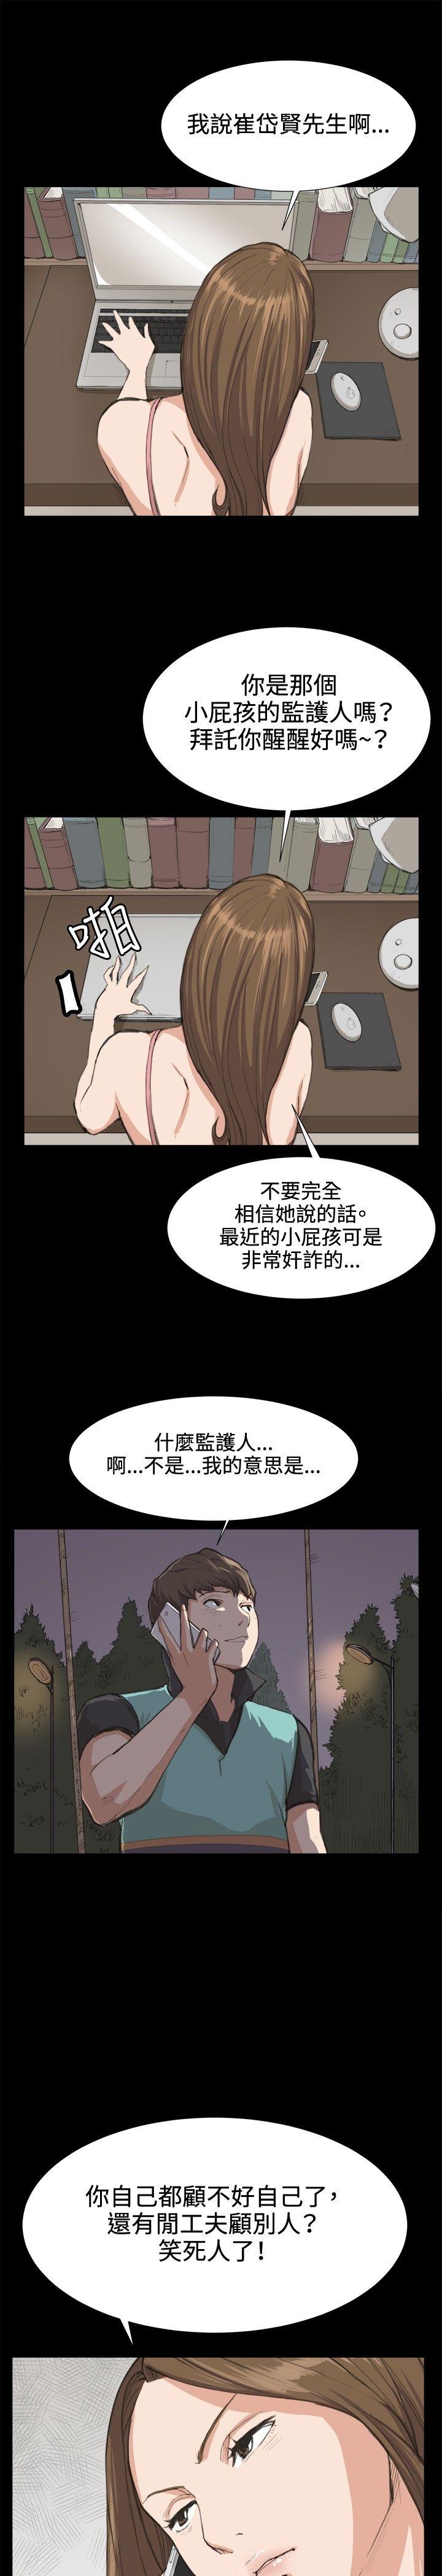 我說崔岱賢先生啊...
你是那個
小屁孩的監護人嗎?
拜託你醒醒好嗎~?
啪
不要完全
相信她說的話。
最近的小屁孩可是
非常奸詐的...
什麼監護人...
啊...不是...我的意思是...
你自己都顧不好自己了,
還有閒工夫顧別人?
笑死人了!